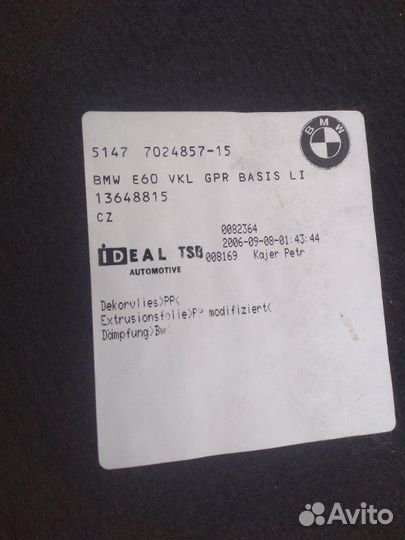 BMW
5147 7024857-15
BMW E60 VKL GPR BASIS LI
13648815
CZ
0082364
2006-09-08-01:43:44
iDEAL TSB 008169 Kajer Petr
AUTOMOTIVE
Dekorvlies>PP<
Extrusionsfolie>PP modifiziert<
Dämpfung>
Avito